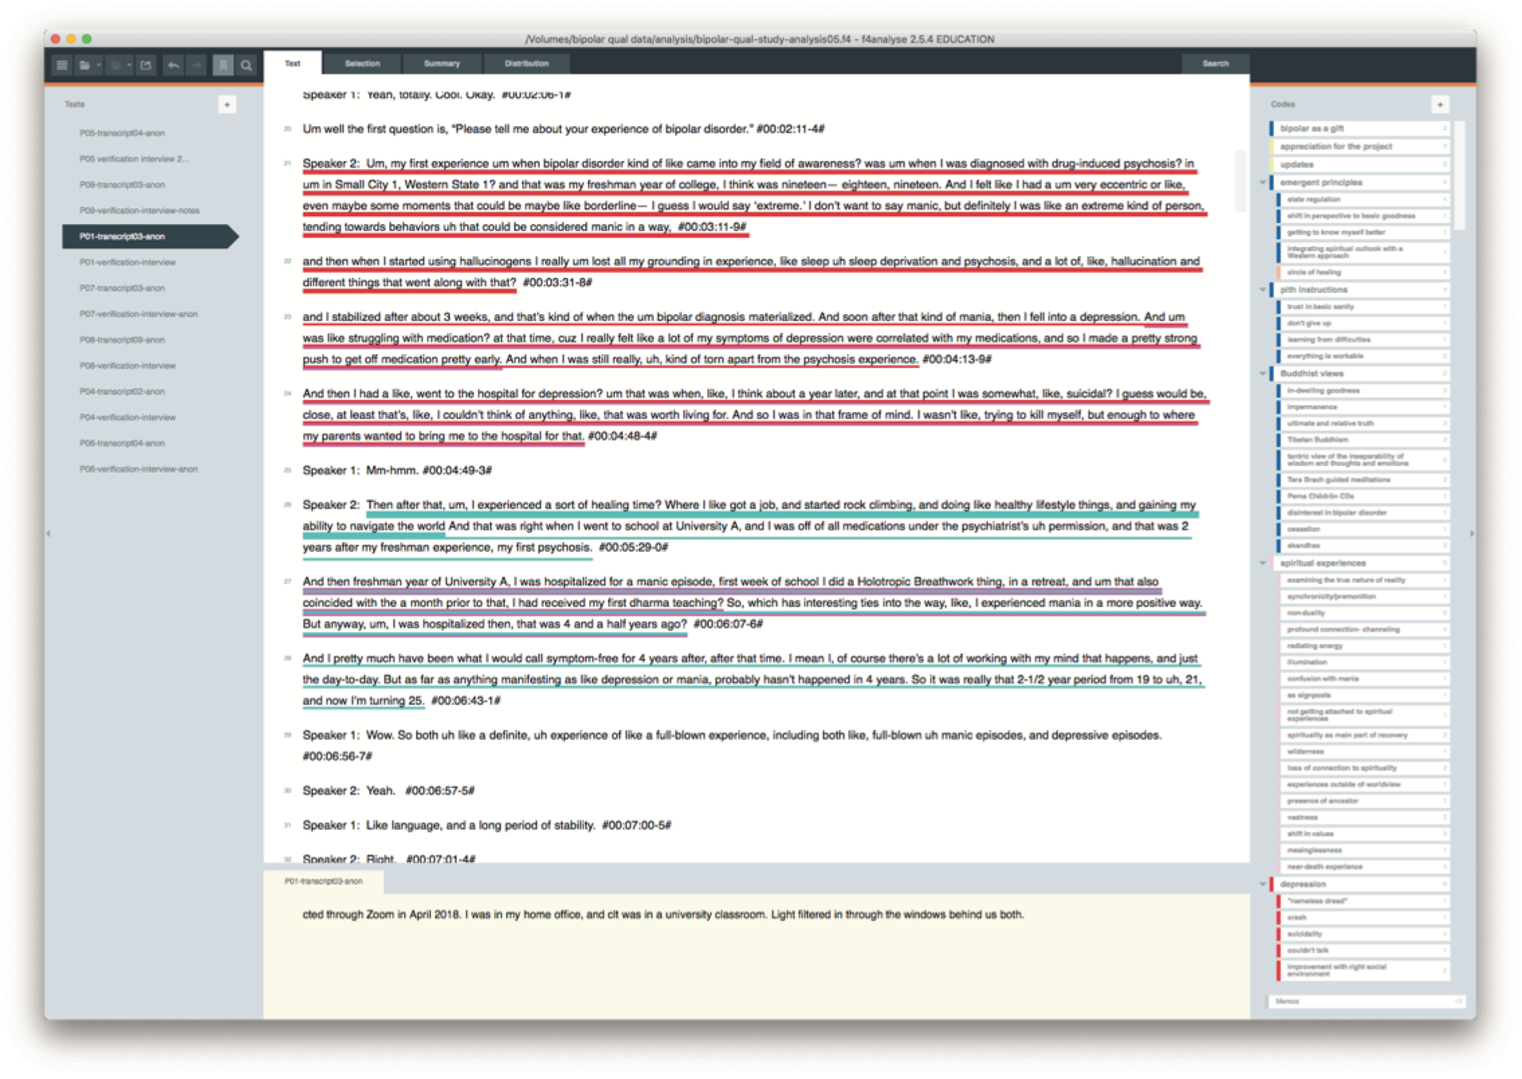 /Volumes/bipolar qual data/analysis/bipolar-qual-study-analysis05.f4 - f4analyse 2.5.4 EDUCATION
Text
Selection
Summary
Distribution
Search
Texts
+
P05-transcript04-anon
P05 verification interview 2...
P09-transcript03-anon
P09-verification-interview-notes
P01-transcript03-anon
P01-verification-interview
P07-transcript03-anon
P07-verification-interview-anon
P08-transcript09-anon
P08-verification-interview
P04-transcript02-anon
P04-verification-interview
P06-transcript04-anon
P06-verification-interview-anon
Speaker 1: Yeah, totally. Cool. Okay. #00:02:06-1#
20 Um well the first question is, "Please tell me about your experience of bipolar disorder." #00:02:11-4#
21 Speaker 2: Um, my first experience um when bipolar disorder kind of like came into my field of awareness? was um when I was diagnosed with drug-induced psychosis? in
um in Small City 1, Western State 1? and that was my freshman year of college, I think was nineteen— eighteen, nineteen. And I felt like I had a um very eccentric or like,
even maybe some moments that could be maybe like borderline— I guess I would say 'extreme.' I don't want to say manic, but definitely I was like an extreme kind of person,
tending towards behaviors uh that could be considered manic in a way, #00:03:11-9#
22 and then when I started using hallucinogens I really um lost all my grounding in experience, like sleep uh sleep deprivation and psychosis, and a lot of, like, hallucination and
different things that went along with that? #00:03:31-8#
23 and I stabilized after about 3 weeks, and that's kind of when the um bipolar diagnosis materialized. And soon after that kind of mania, then I fell into a depression. And um
was like struggling with medication? at that time, cuz I really felt like a lot of my symptoms of depression were correlated with my medications, and so I made a pretty strong
push to get off medication pretty early. And when I was still really, uh, kind of torn apart from the psychosis experience. #00:04:13-9#
24 And then I had a like, went to the hospital for depression? um that was when, like, I think about a year later, and at that point I was somewhat, like, suicidal? I guess would be,
close, at least that's, like, I couldn't think of anything, like, that was worth living for. And so I was in that frame of mind. I wasn't like, trying to kill myself, but enough to where
my parents wanted to bring me to the hospital for that. #00:04:48-4#
25 Speaker 1: Mm-hmm. #00:04:49-3#
26 Speaker 2: Then after that, um, I experienced a sort of healing time? Where I like got a job, and started rock climbing, and doing like healthy lifestyle things, and gaining my
ability to navigate the world And that was right when I went to school at University A, and I was off of all medications under the psychiatrist's uh permission, and that was 2
years after my freshman experience, my first psychosis. #00:05:29-0#
27 And then freshman year of University A, I was hospitalized for a manic episode, first week of school I did a Holotropic Breathwork thing, in a retreat, and um that also
coincided with the a month prior to that, I had received my first dharma teaching? So, which has interesting ties into the way, like, I experienced mania in a more positive way.
But anyway, um, I was hospitalized then, that was 4 and a half years ago? #00:06:07-6#
28 And I pretty much have been what I would call symptom-free for 4 years after, after that time. I mean I, of course there's a lot of working with my mind that happens, and just
the day-to-day. But as far as anything manifesting as like depression or mania, probably hasn't happened in 4 years. So it was really that 2-1/2 year period from 19 to uh, 21,
and now I'm turning 25. #00:06:43-1#
29 Speaker 1: Wow. So both uh like a definite, uh experience of like a full-blown experience, including both like, full-blown uh manic episodes, and depressive episodes.
#00:06:56-7#
30 Speaker 2: Yeah. #00:06:57-5#
31 Speaker 1: Like language, and a long period of stability. #00:07:00-5#
32 Speaker 2: Right. #00:07:01-4#
P01-transcript03-anon
cted through Zoom in April 2018. I was in my home office, and cIt was in a university classroom. Light filtered in through the windows behind us both.
Codes
+
bipolar as a gift
appreciation for the project
updates
emergent principles
state regulation
shift in perspective to basic goodness
getting to know myself better
integrating spiritual outlook with a
Western approach
circle of healing
pith instructions
trust in basic sanity
don't give up
learning from difficulties
everything is workable
Buddhist views
in-dwelling goodness
impermanence
ultimate and relative truth
Tibetan Buddhism
tantric view of the inseparability of
wisdom and thoughts and emotions
Tara Brach guided meditations
Pema Chödrön CDs
disinterest in bipolar disorder
cessation
skandhas
spiritual experiences
examining the true nature of reality
synchronicity/premonition
non-duality
profound connection- channeling
radiating energy
illumination
confusion with mania
as signposts
not getting attached to spiritual
experiences
spirituality as main part of recovery
wilderness
loss of connection to spirituality
experiences outside of worldview
presence of ancestor
vastness
shift in values
meaninglessness
near-death experience
depression
"nameless dread"
crash
suicidality
couldn't talk
improvement with right social
environment
Memos